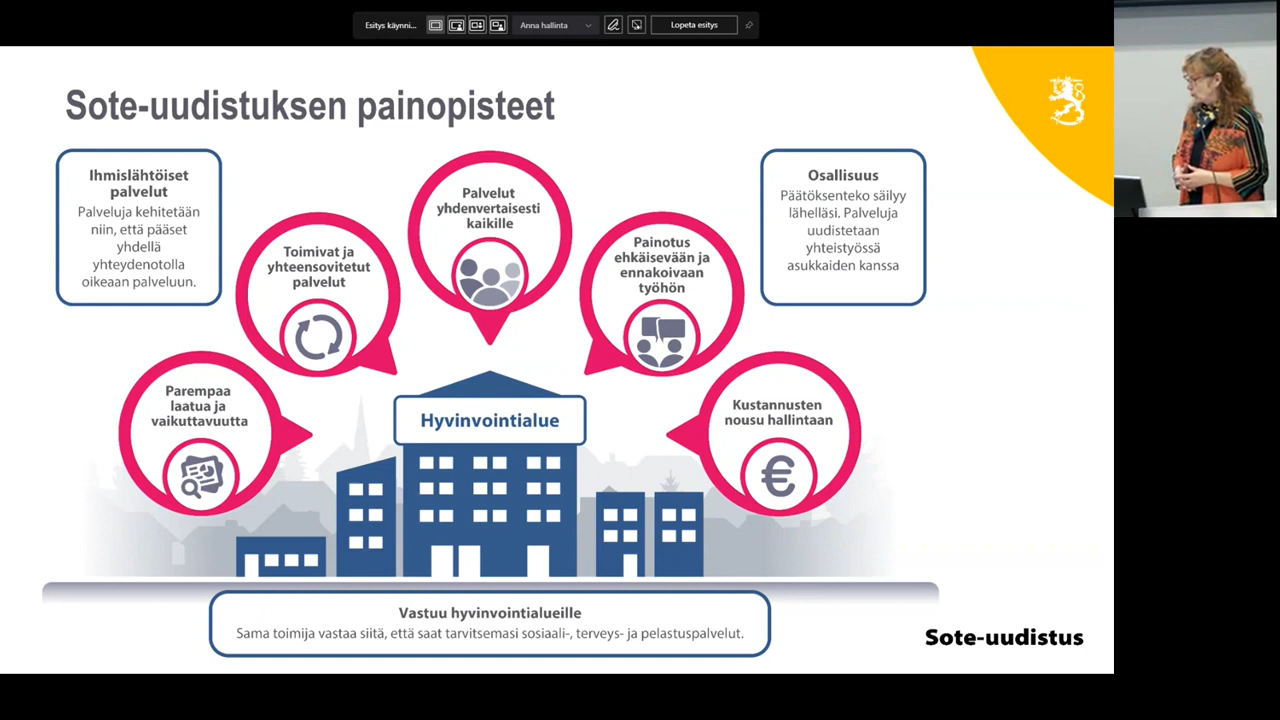 Esitys käynni...
Anna hallinta
Lopeta esitys
Sote-uudistuksen painopisteet
Ihmislähtöiset
palvelut
Palveluja kehitetään
niin, että pääset
yhdellä
yhteydenotolla
oikeaan palveluun.
Toimivat ja
yhteensovitetut
palvelut
Palvelut
yhdenvertaisesti
kaikille
Painotus
ehkäisevään ja
ennakoivaan
työhön
Osallisuus
Päätöksenteko säilyy
lähelläsi. Palveluja
uudistetaan
yhteistyössä
asukkaiden kanssa
Parempaa
laatua ja
vaikuttavuutta
Hyvinvointialue
Kustannusten
nousu hallintaan
€
Vastuu hyvinvointialueille
Sama toimija vastaa siitä, että saat tarvitsemasi sosiaali-, terveys- ja pelastuspalvelut.
Sote-uudistus